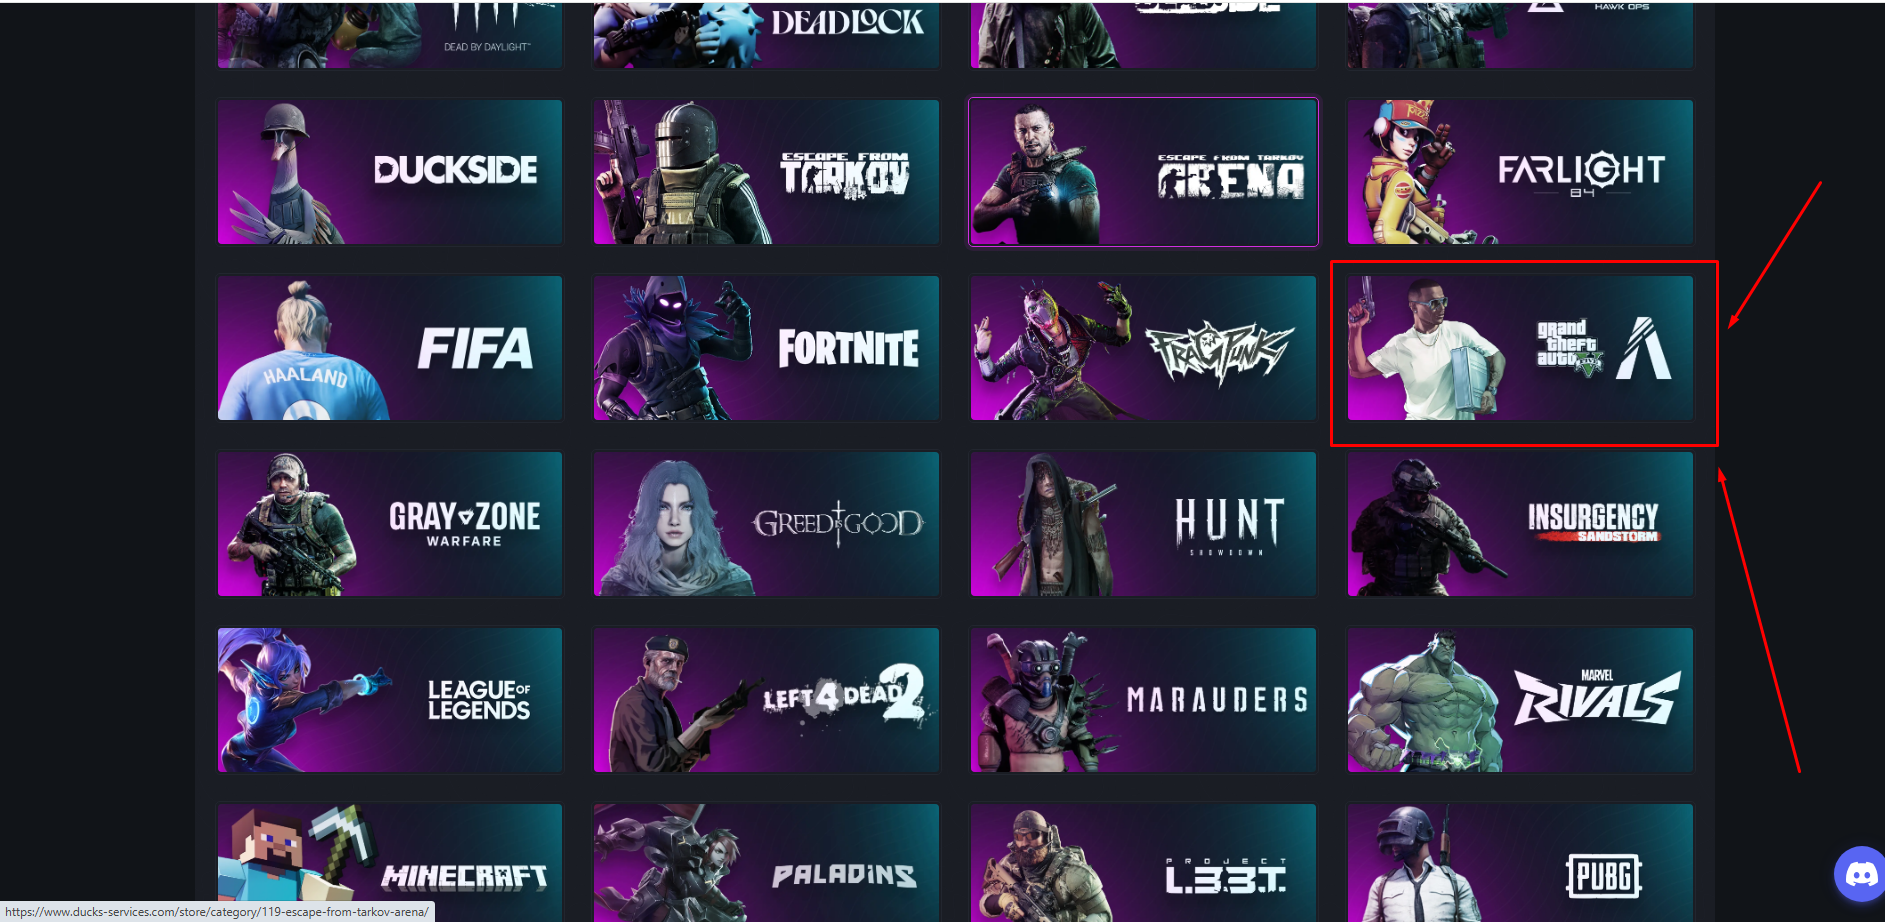 DEAD BY DAYLIGHT™
DEADLOCK
HAWK OPS
DUCKSIDE
ESCAPE FROM
TARKOV
KILLA
ESCAPE FROM TARKOV
ARENA
FARLIGHT
84
HAALAND
FIFA
FORTNITE
FRAGPUNK
grand
theft
auto V
GRAY ZONE
WARFARE
GREED IS GOOD
HUNT
SHOWDOWN
INSURGENCY
SANDSTORM
LEAGUE OF
LEGENDS
LEFT 4 DEAD 2
MARAUDERS
MARVEL
RIVALS
MINECRAFT
PALADINS
PROJECT
L33T
PUBG
https://www.ducks-services.com/store/category/119-escape-from-tarkov-arena/